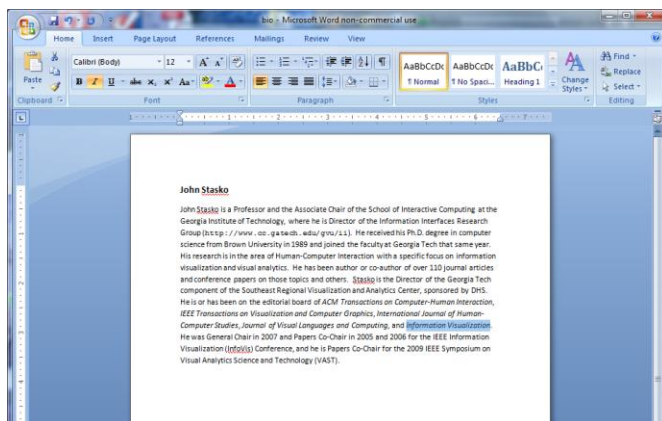 bio - Microsoft Word non-commercial use
Home Insert Page Layout References Mailings Review View
Calibri (Body) 12
Paste
B I U abc x₂ x² Aa A
AaBbCcDc AaBbCcDc AaBbC
¶ Normal ¶ No Spaci... Heading 1
Change Styles
Find
Replace
Select
Clipboard Font Paragraph Styles Editing
1 2 3 4 5 6 7
John Stasko
John Stasko is a Professor and the Associate Chair of the School of Interactive Computing at the
Georgia Institute of Technology, where he is Director of the Information Interfaces Research
Group (http://www.cc.gatech.edu/gvu/ii). He received his Ph.D. degree in computer
science from Brown University in 1989 and joined the faculty at Georgia Tech that same year.
His research is in the area of Human-Computer Interaction with a specific focus on information
visualization and visual analytics. He has been author or co-author of over 110 journal articles
and conference papers on those topics and others. Stasko is the Director of the Georgia Tech
component of the Southeast Regional Visualization and Analytics Center, sponsored by DHS.
He is or has been on the editorial board of ACM Transactions on Computer-Human Interaction,
IEEE Transactions on Visualization and Computer Graphics, International Journal of Human-
Computer Studies, Journal of Visual Languages and Computing, and Information Visualization.
He was General Chair in 2007 and Papers Co-Chair in 2005 and 2006 for the IEEE Information
Visualization (InfoVis) Conference, and he is Papers Co-Chair for the 2009 IEEE Symposium on
Visual Analytics Science and Technology (VAST).